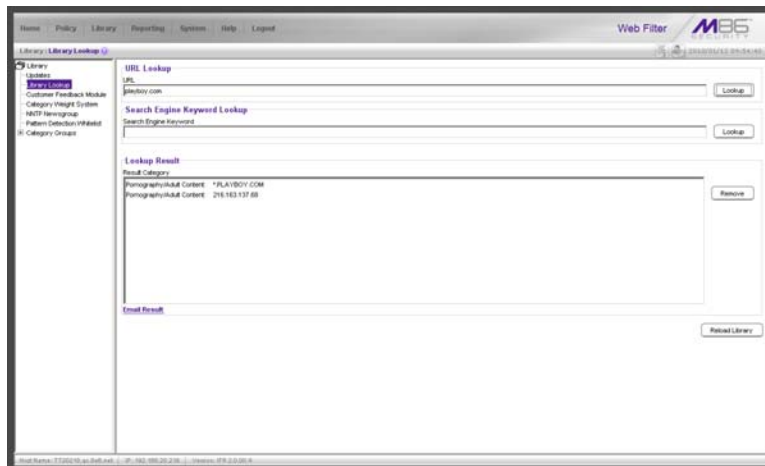 Home Policy Library Reporting System Help Logout
Web Filter
M86
SECURITY
Library: Library Lookup
Library
Updates
Library Lookup
Customer Feedback Module
Category Weight System
NNTP Newsgroup
Pattern Detection Whitelist
Category Groups
URL Lookup
URL
playboy.com
Lookup
Search Engine Keyword Lookup
Search Engine Keyword
Lookup
Lookup Result
Result Category
Pornography/Adult Content *.PLAYBOY.COM
Pornography/Adult Content 216.163.137.68
Remove
Email Result
Reload Library